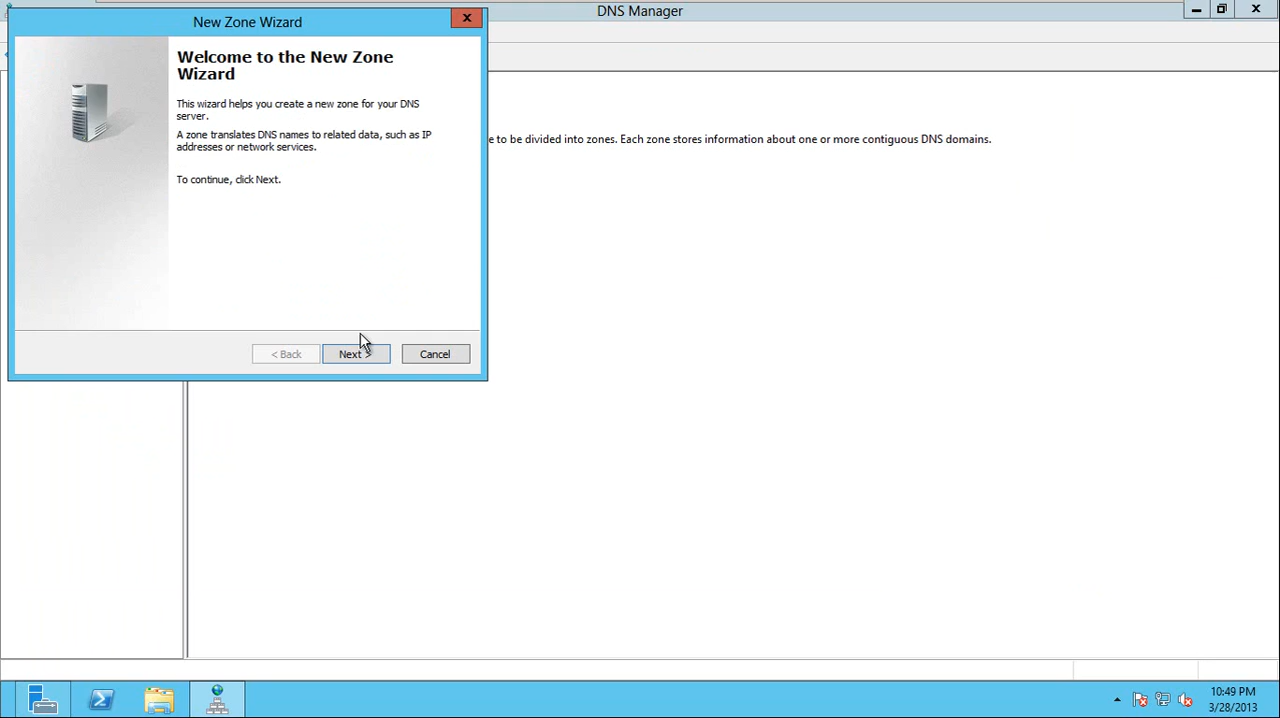 New Zone Wizard
DNS Manager
Welcome to the New Zone
Wizard
This wizard helps you create a new zone for your DNS
server.
A zone translates DNS names to related data, such as IP
addresses or network services.
e to be divided into zones. Each zone stores information about one or more contiguous DNS domains.
To continue, click Next.
< Back
Next >
Cancel
10:49 PM
3/28/2013